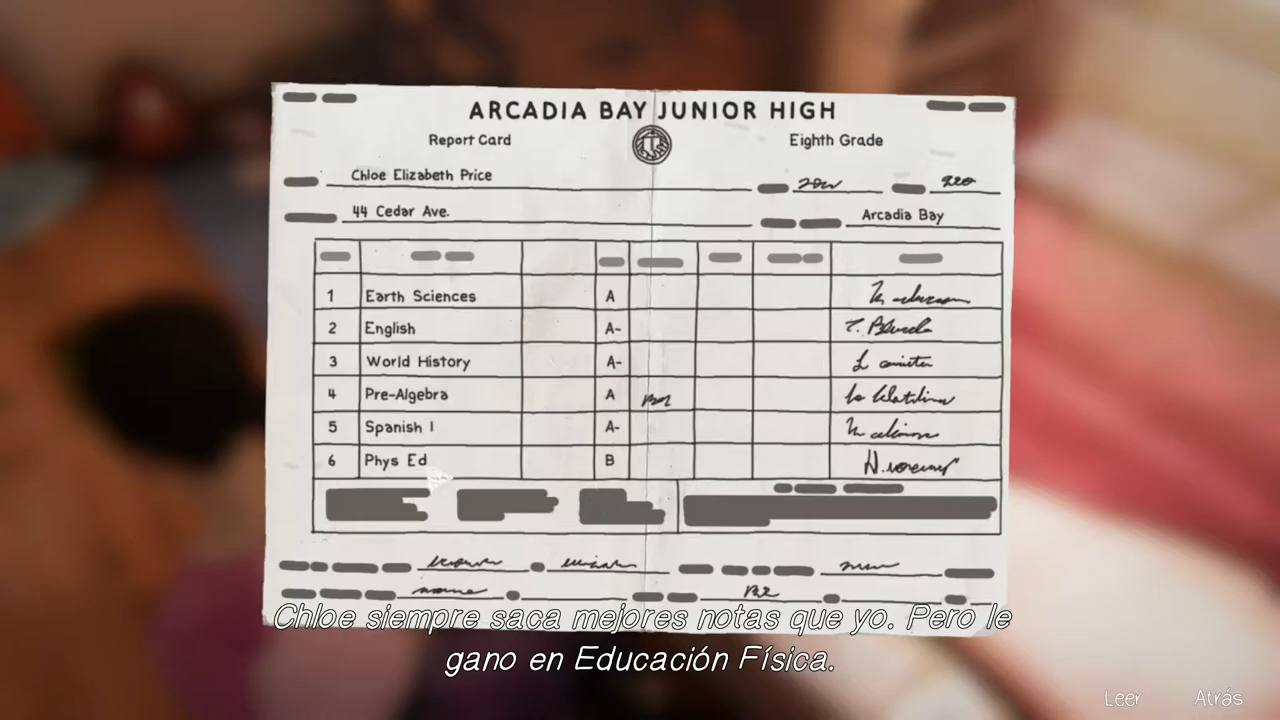 ARCADIA BAY JUNIOR HIGH
Report Card Eighth Grade
Chloe Elizabeth Price
44 Cedar Ave. Arcadia Bay
1 Earth Sciences A
2 English A-
3 World History A-
4 Pre-Algebra A
5 Spanish I A-
6 Phys Ed B
Chloe siempre saca mejores notas que yo. Pero le
gano en Educación Física.
Leer Atrás